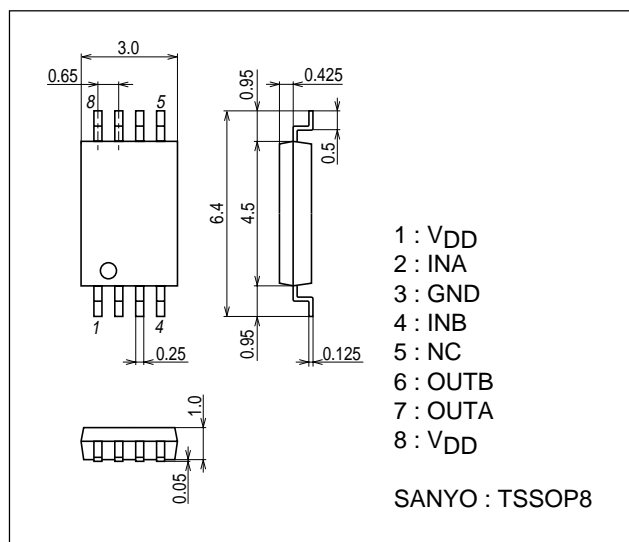 3.0
0.65
8
5
0.95
0.425
0.5
6.4
4.5
1
4
0.25
0.95
0.125
1.0
0.05
1 : VDD
2 : INA
3 : GND
4 : INB
5 : NC
6 : OUTB
7 : OUTA
8 : VDD
SANYO : TSSOP8